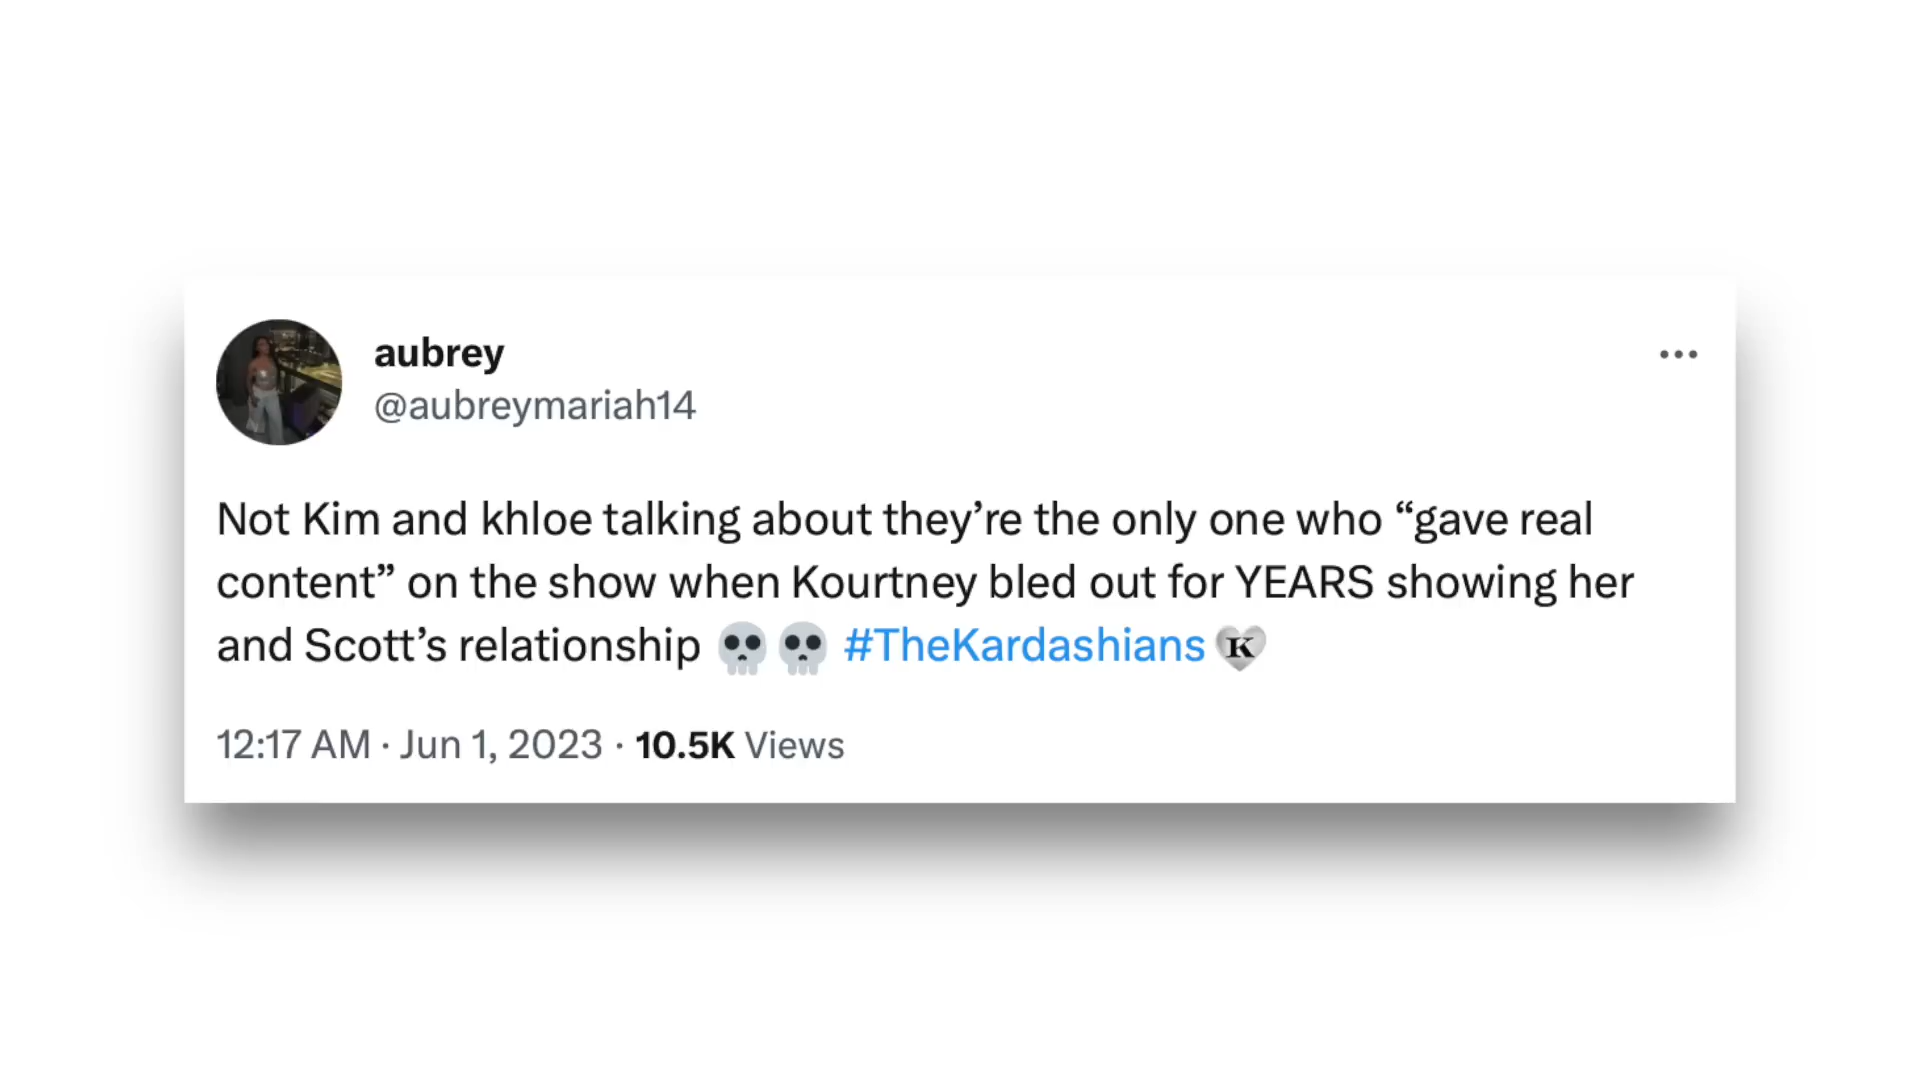 aubrey
@aubreymariah14
Not Kim and khloe talking about they’re the only one who “gave real
content” on the show when Kourtney bled out for YEARS showing her
and Scott’s relationship 💀💀 #TheKardashians K
12:17 AM · Jun 1, 2023 · 10.5K Views